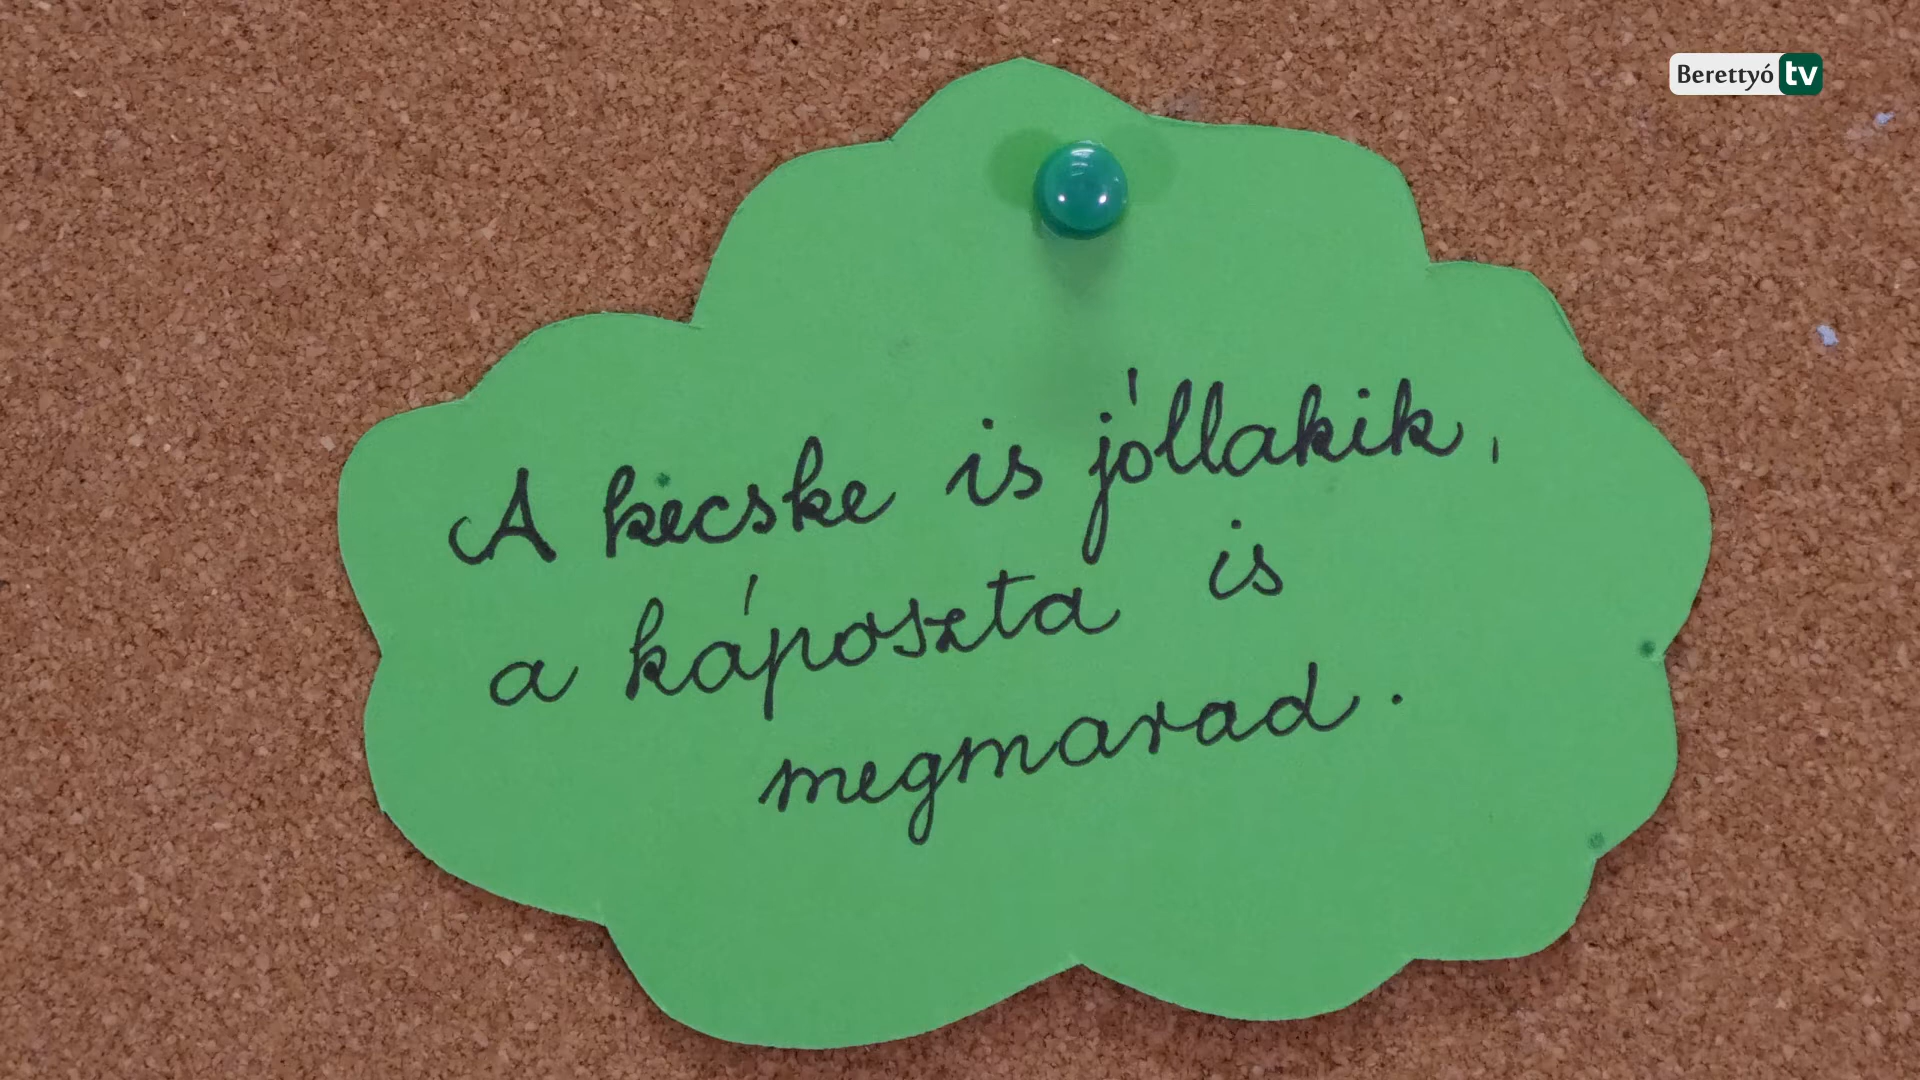 Berettyó tv
A kecske is jóllakik,
a káposzta is
megmarad.